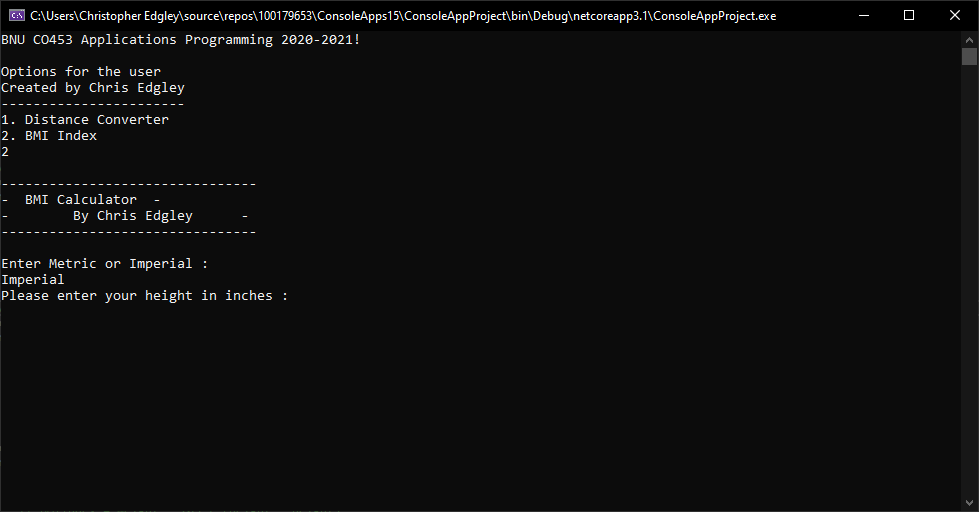 C:\Users\Christopher Edgley\source\repos\100179653\ConsoleApps15\ConsoleAppProject\bin\Debug\netcoreapp3.1\ConsoleAppProject.exe
BNU CO453 Applications Programming 2020-2021!
Options for the user
Created by Chris Edgley
-----------------------
1. Distance Converter
2. BMI Index
2
--------------------------------
-  BMI Calculator  -
-        By Chris Edgley      -
--------------------------------
Enter Metric or Imperial :
Imperial
Please enter your height in inches :